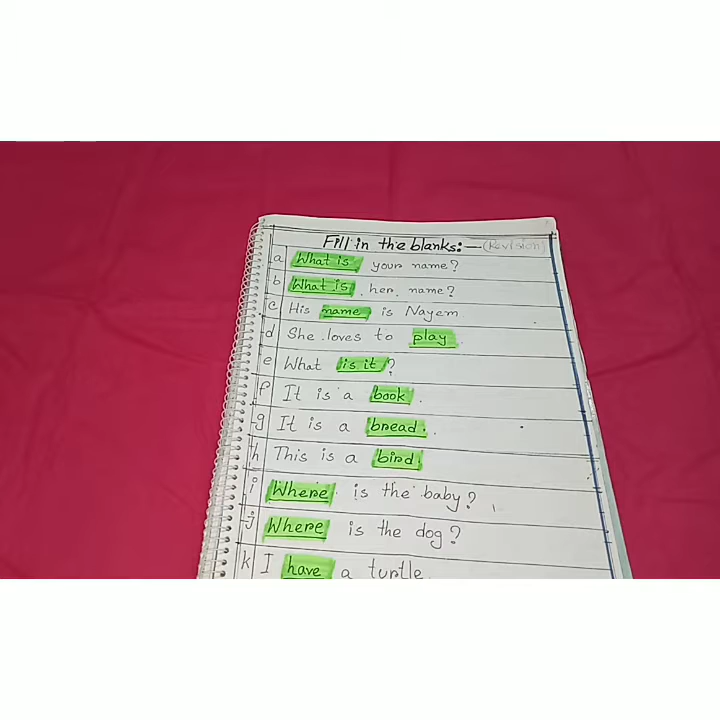 Fill in the blanks:— (Revision)
a What is your name?
b What is her name?
c His name is Nayem
d She loves to play.
e What is it?
f It is a book.
g It is a bread.
h This is a bird.
i Where is the baby?
j Where is the dog?
k I have a turtle.